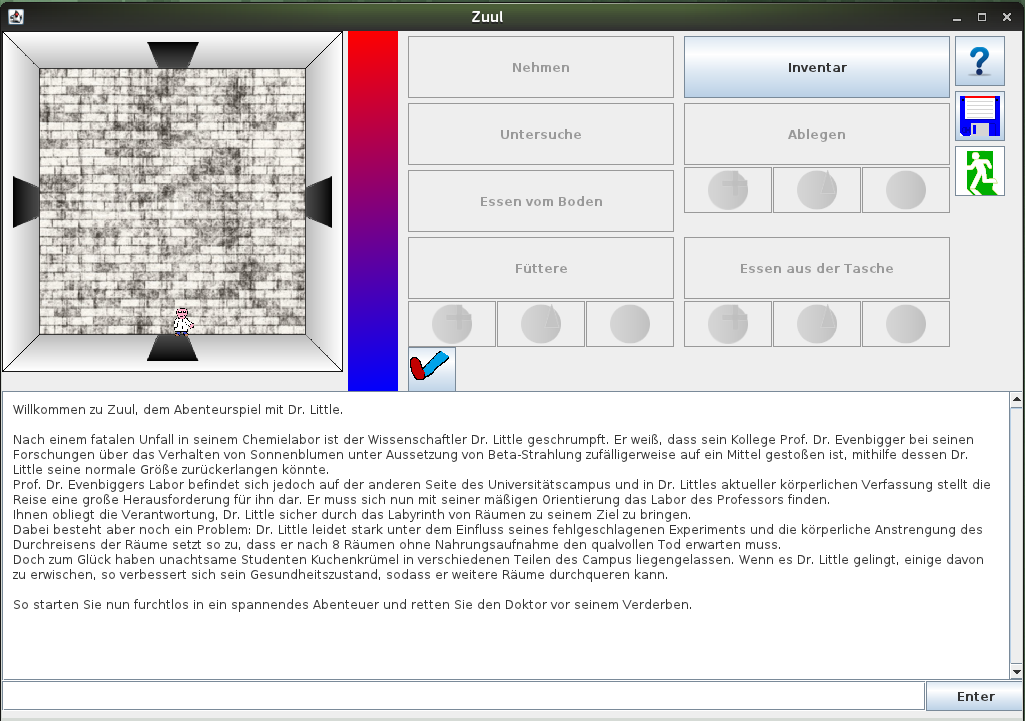 Zuul
Nehmen
Inventar
?
Untersuche
Ablegen
Essen vom Boden
Füttere
Essen aus der Tasche
Willkommen zu Zuul, dem Abenteurspiel mit Dr. Little.
Nach einem fatalen Unfall in seinem Chemielabor ist der Wissenschaftler Dr. Little geschrumpft. Er weiß, dass sein Kollege Prof. Dr. Evenbigger bei seinen
Forschungen über das Verhalten von Sonnenblumen unter Aussetzung von Beta-Strahlung zufälligerweise auf ein Mittel gestoßen ist, mithilfe dessen Dr.
Little seine normale Größe zurückerlangen könnte.
Prof. Dr. Evenbiggers Labor befindet sich jedoch auf der anderen Seite des Universitätscampus und in Dr. Littles aktueller körperlichen Verfassung stellt die
Reise eine große Herausforderung für ihn dar. Er muss sich nun mit seiner mäßigen Orientierung das Labor des Professors finden.
Ihnen obliegt die Verantwortung, Dr. Little sicher durch das Labyrinth von Räumen zu seinem Ziel zu bringen.
Dabei besteht aber noch ein Problem: Dr. Little leidet stark unter dem Einfluss seines fehlgeschlagenen Experiments und die körperliche Anstrengung des
Durchreisens der Räume setzt so zu, dass er nach 8 Räumen ohne Nahrungsaufnahme den qualvollen Tod erwarten muss.
Doch zum Glück haben unachtsame Studenten Kuchenkrümel in verschiedenen Teilen des Campus liegengelassen. Wenn es Dr. Little gelingt, einige davon
zu erwischen, so verbessert sich sein Gesundheitszustand, sodass er weitere Räume durchqueren kann.
So starten Sie nun furchtlos in ein spannendes Abenteuer und retten Sie den Doktor vor seinem Verderben.
Enter